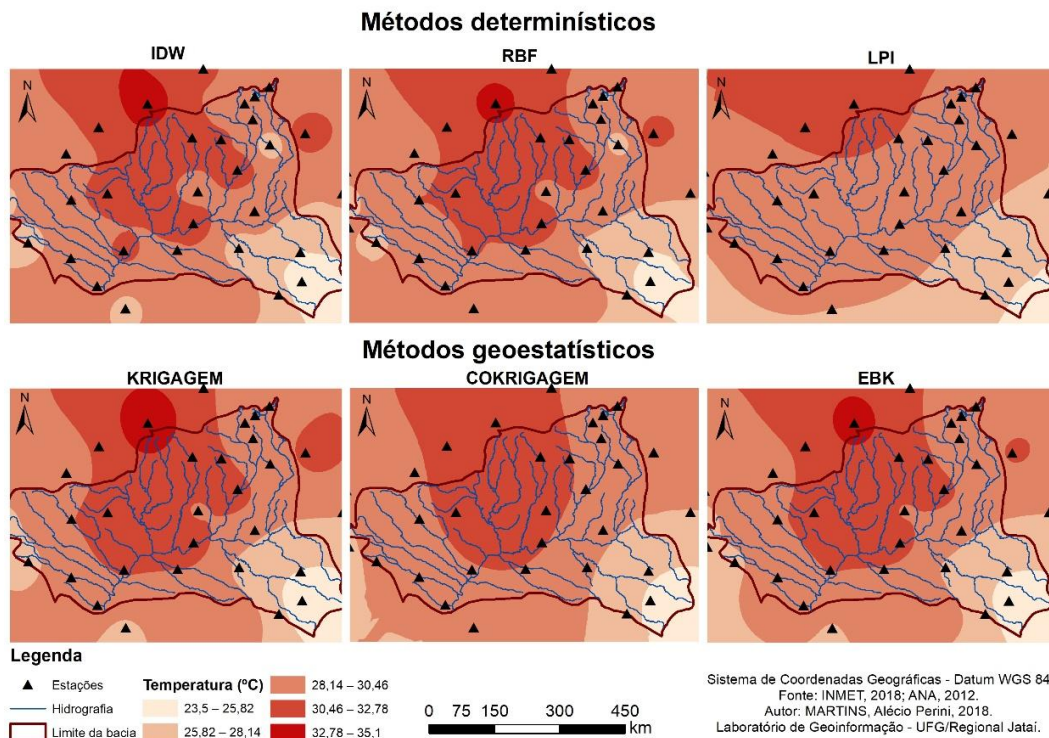 Métodos determinísticos
IDW
RBF
LPI
N
N
N
Métodos geoestatísticos
KRIGAGEM
COKRIGAGEM
EBK
N
N
N
Legenda
Estações
Hidrografia
Limite da bacia
Temperatura (ºC)
23,5 – 25,82
25,82 – 28,14
28,14 – 30,46
30,46 – 32,78
32,78 – 35,1
0 75 150 300 450
km
Sistema de Coordenadas Geográficas - Datum WGS 84.
Fonte: INMET, 2018; ANA, 2012.
Autor: MARTINS, Alécio Perini, 2018.
Laboratório de Geoinformação - UFG/Regional Jataí.